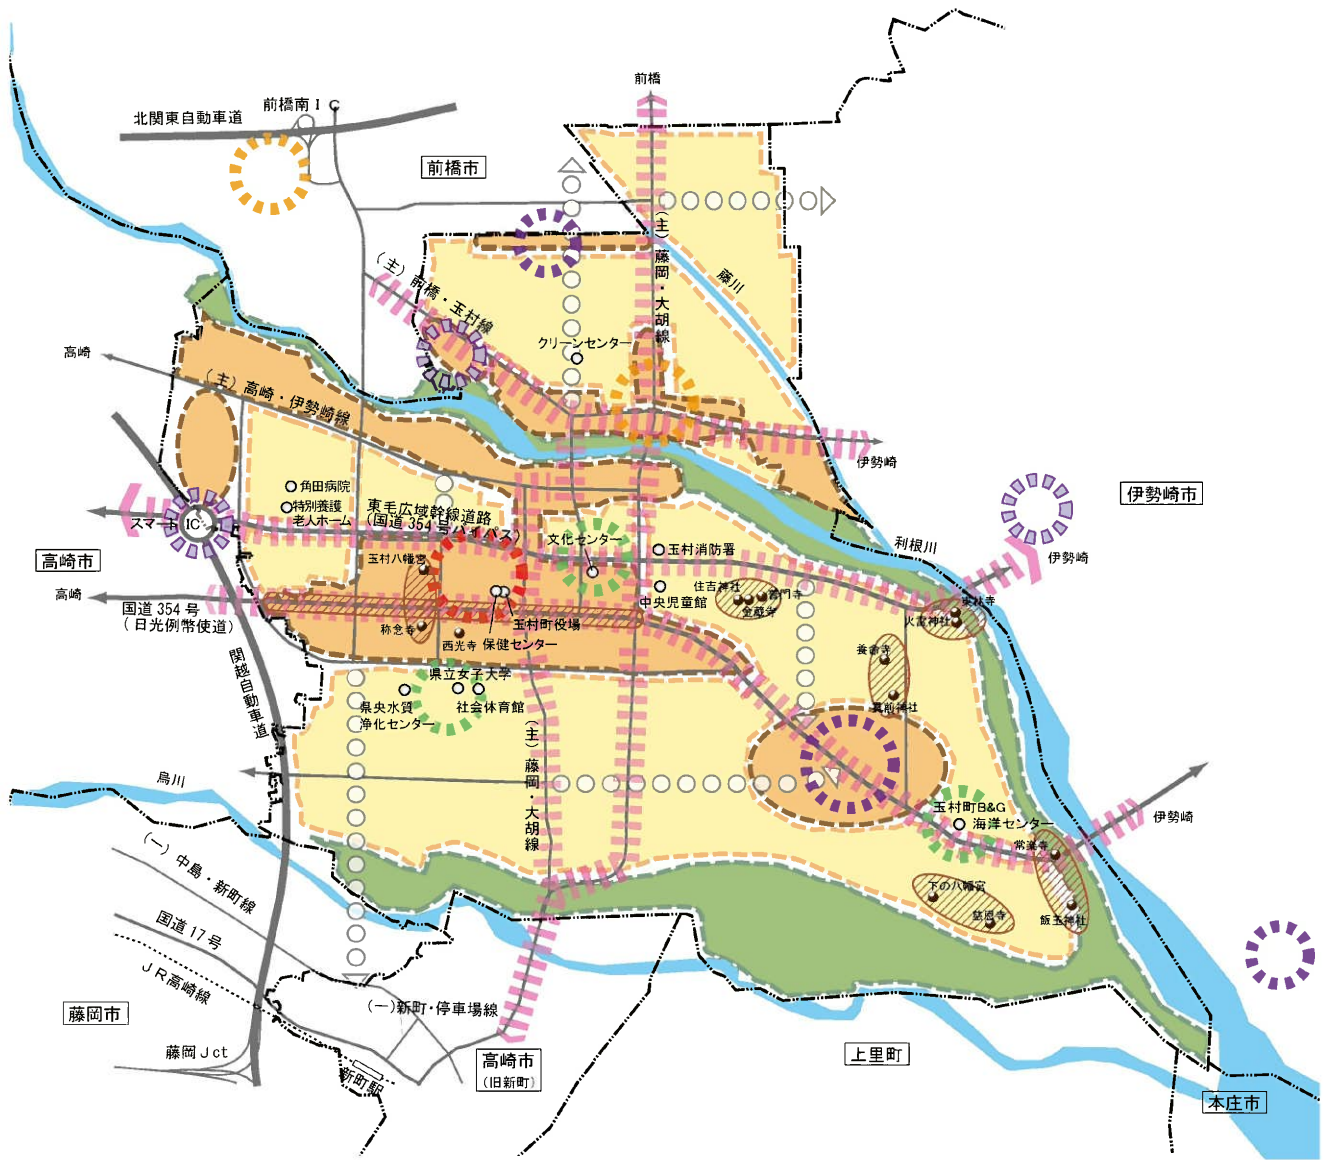 前橋
前橋南IC
北関東自動車道
前橋市
(主)藤岡・大胡線
藤川
(主)前橋・玉村線
クリーンセンター
高崎
(主)高崎・伊勢崎線
伊勢崎
伊勢崎市
角田病院
特別養護
老人ホーム
東毛広域幹線道路
(国道354号バイパス)
スマートIC
文化センター
玉村消防署
利根川
伊勢崎
高崎市
玉村八幡宮
住吉神社
普門寺
金蔵寺
中央児童館
東林寺
火雷神社
高崎
国道354号
(日光例幣使道)
称念寺
西光寺
玉村町役場
保健センター
養命寺
関越自動車道
県立女子大学
社会体育館
県央水質
浄化センター
(主)藤岡・大胡線
烏川
玉村町B&G
海洋センター
伊勢崎
常楽寺
(一)中島・新町線
下の八幡宮
慈恩寺
飯玉神社
国道17号
JR高崎線
藤岡市
(一)新町・停車場線
藤岡Jct
新町駅
高崎市
(旧新町)
上里町
本庄市